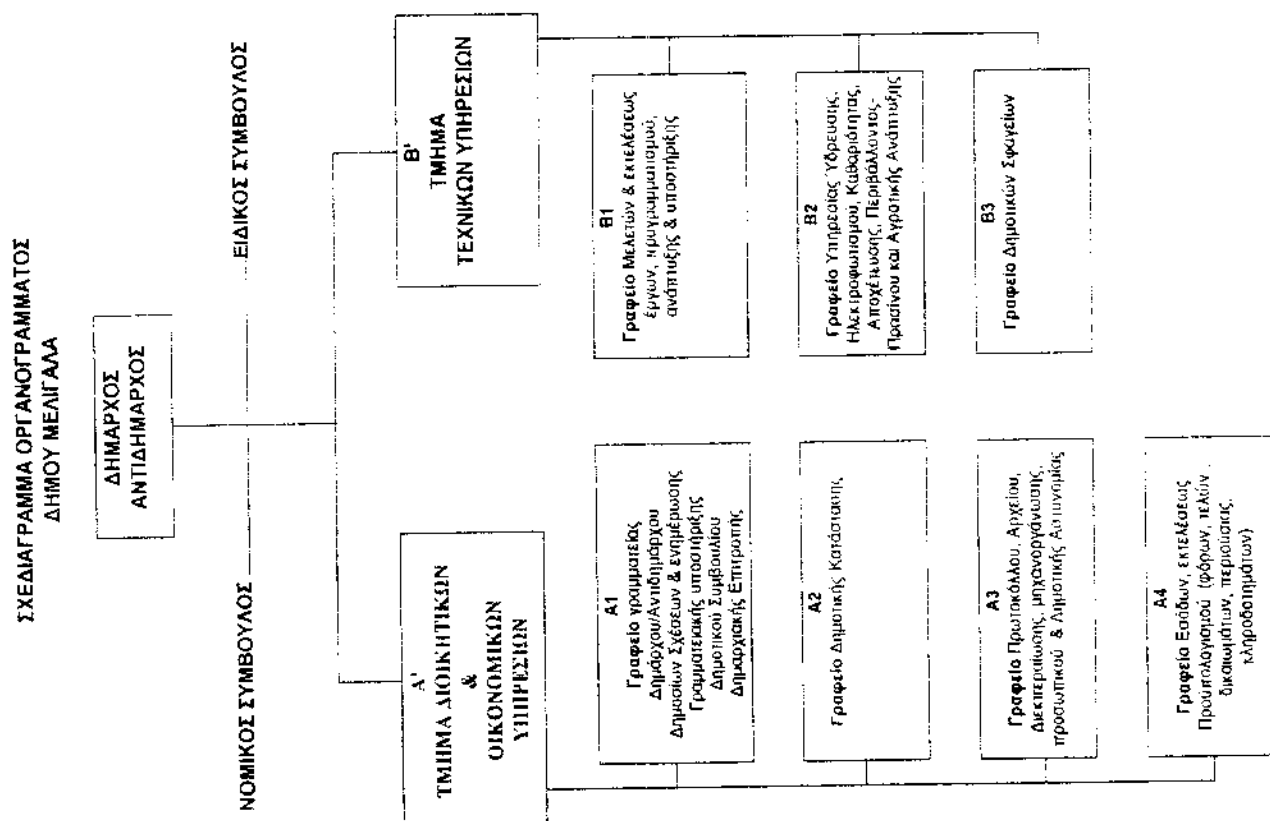 ΣΧΕΔΙΑΓΡΑΜΜΑ ΟΡΓΑΝΟΓΡΑΜΜΑΤΟΣ
ΔΗΜΟΥ ΜΕΛΙΓΑΛΑ
ΔΗΜΑΡΧΟΣ
ΑΝΤΙΔΗΜΑΡΧΟΣ
ΝΟΜΙΚΟΣ ΣΥΜΒΟΥΛΟΣ
ΕΙΔΙΚΟΣ ΣΥΜΒΟΥΛΟΣ
Α'
ΤΜΗΜΑ ΔΙΟΙΚΗΤΙΚΩΝ
&
ΟΙΚΟΝΟΜΙΚΩΝ
ΥΠΗΡΕΣΙΩΝ
Β'
ΤΜΗΜΑ
ΤΕΧΝΙΚΩΝ ΥΠΗΡΕΣΙΩΝ
Α1
Γραφείο γραμματείας
Δημάρχου/Αντιδημάρχου
Δημοσίων Σχέσεων & ενημέρωσης
Γραμματειακής υποστήριξης
Δημοτικού Συμβουλίου
Δημαρχιακής Επιτροπής
Α2
Γραφείο Δημοτικής Κατάστασης
Α3
Γραφείο Πρωτοκόλλου, Αρχείου,
Διεκπεραίωσης, μηχανοργάνωσης,
προσωπικού & Δημοτικής Αστυνομίας
Α4
Γραφείο Εσόδων, εκτελέσεως
Προϋπολογισμού (φόρων, τελών,
δικαιωμάτων, περιουσίας,
κληροδοτημάτων)
Β1
Γραφείο Μελετών & εκτελέσεως
έργων, προγραμματισμού,
ανάπτυξης & υποστήριξης
Β2
Γραφείο Υπηρεσίας Ύδρευσης,
Ηλεκτροφωτισμού, Καθαριότητας,
Αποχέτευσης, Περιβάλλοντος-
Πρασίνου και Αγροτικής Ανάπτυξης
Β3
Γραφείο Δημοτικών Σφαγείων